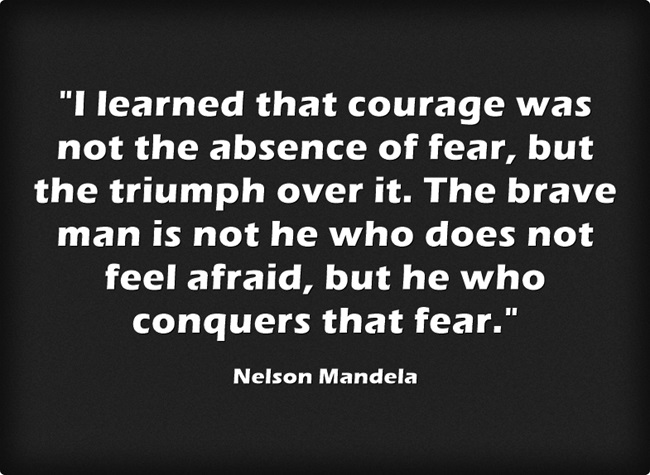 "I learned that courage was
not the absence of fear, but
the triumph over it. The brave
man is not he who does not
feel afraid, but he who
conquers that fear."
Nelson Mandela